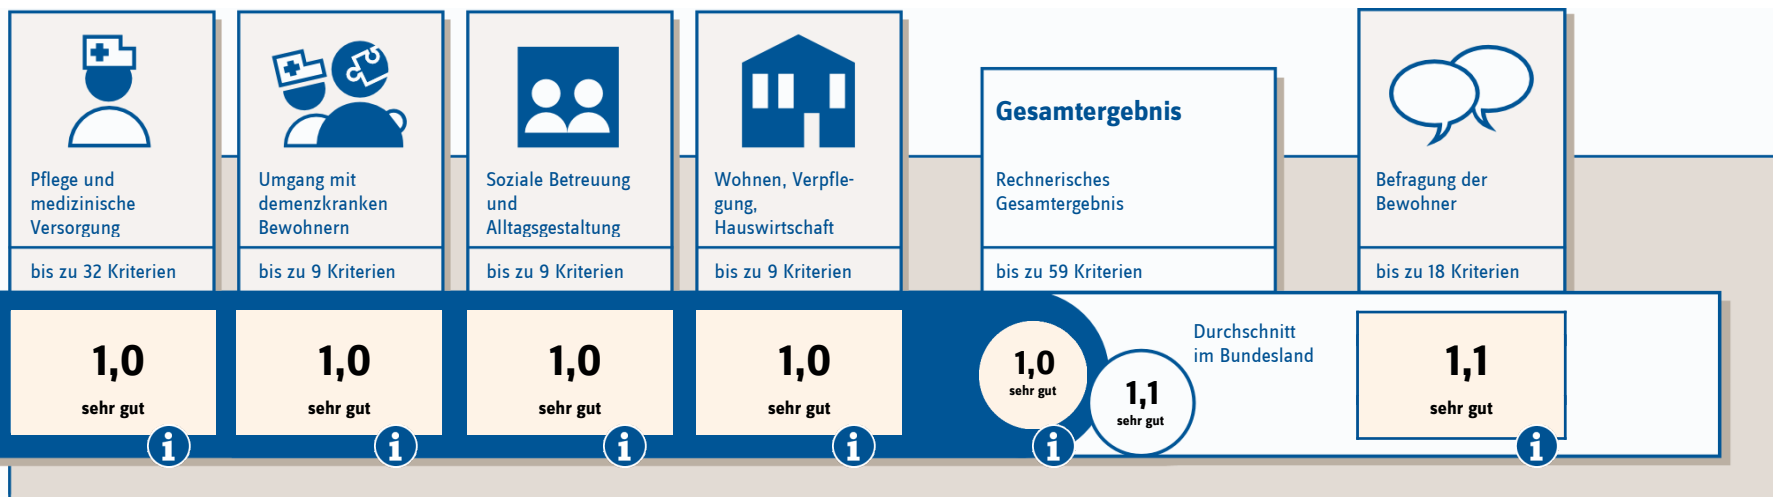 Pflege und
medizinische
Versorgung
bis zu 32 Kriterien
1,0
sehr gut
i
Umgang mit
demenzkranken
Bewohnern
bis zu 9 Kriterien
1,0
sehr gut
i
Soziale Betreuung
und
Alltagsgestaltung
bis zu 9 Kriterien
1,0
sehr gut
i
Wohnen, Verpfle-
gung,
Hauswirtschaft
bis zu 9 Kriterien
1,0
sehr gut
i
Gesamtergebnis
Rechnerisches
Gesamtergebnis
bis zu 59 Kriterien
1,0
sehr gut
i
1,1
sehr gut
Durchschnitt
im Bundesland
Befragung der
Bewohner
bis zu 18 Kriterien
1,1
sehr gut
i